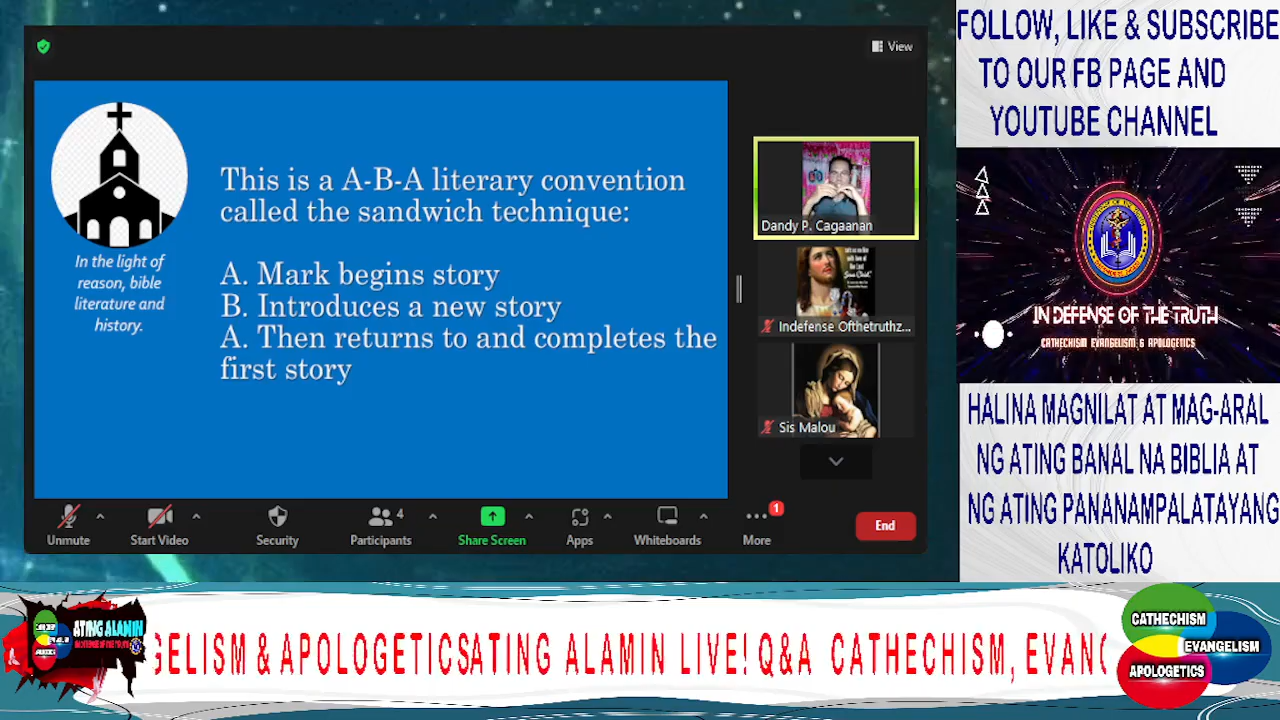 View
This is a A-B-A literary convention
called the sandwich technique:
A. Mark begins story
B. Introduces a new story
A. Then returns to and completes the
first story
In the light of
reason, bible
literature and
history.
Dandy P. Cagaanan
Indefense Ofthetruthz...
Sis Malou
Unmute
Start Video
Security
Participants
4
Share Screen
Apps
Whiteboards
More
1
End
FOLLOW, LIKE & SUBSCRIBE
TO OUR FB PAGE AND
YOUTUBE CHANNEL
IN DEFENSE OF THE TRUTH
CATECHISM EVANGELISM & APOLOGETICS
HALINA MAGNILAT AT MAG-ARAL
NG ATING BANAL NA BIBLIA AT
NG ATING PANANAMPALATAYANG
KATOLIKO
ATING ALAMIN
GELISM & APOLOGETICSATING ALAMIN LIVE! Q&A CATHECHISM, EVANG
CATHECHISM
EVANGELISM
APOLOGETICS